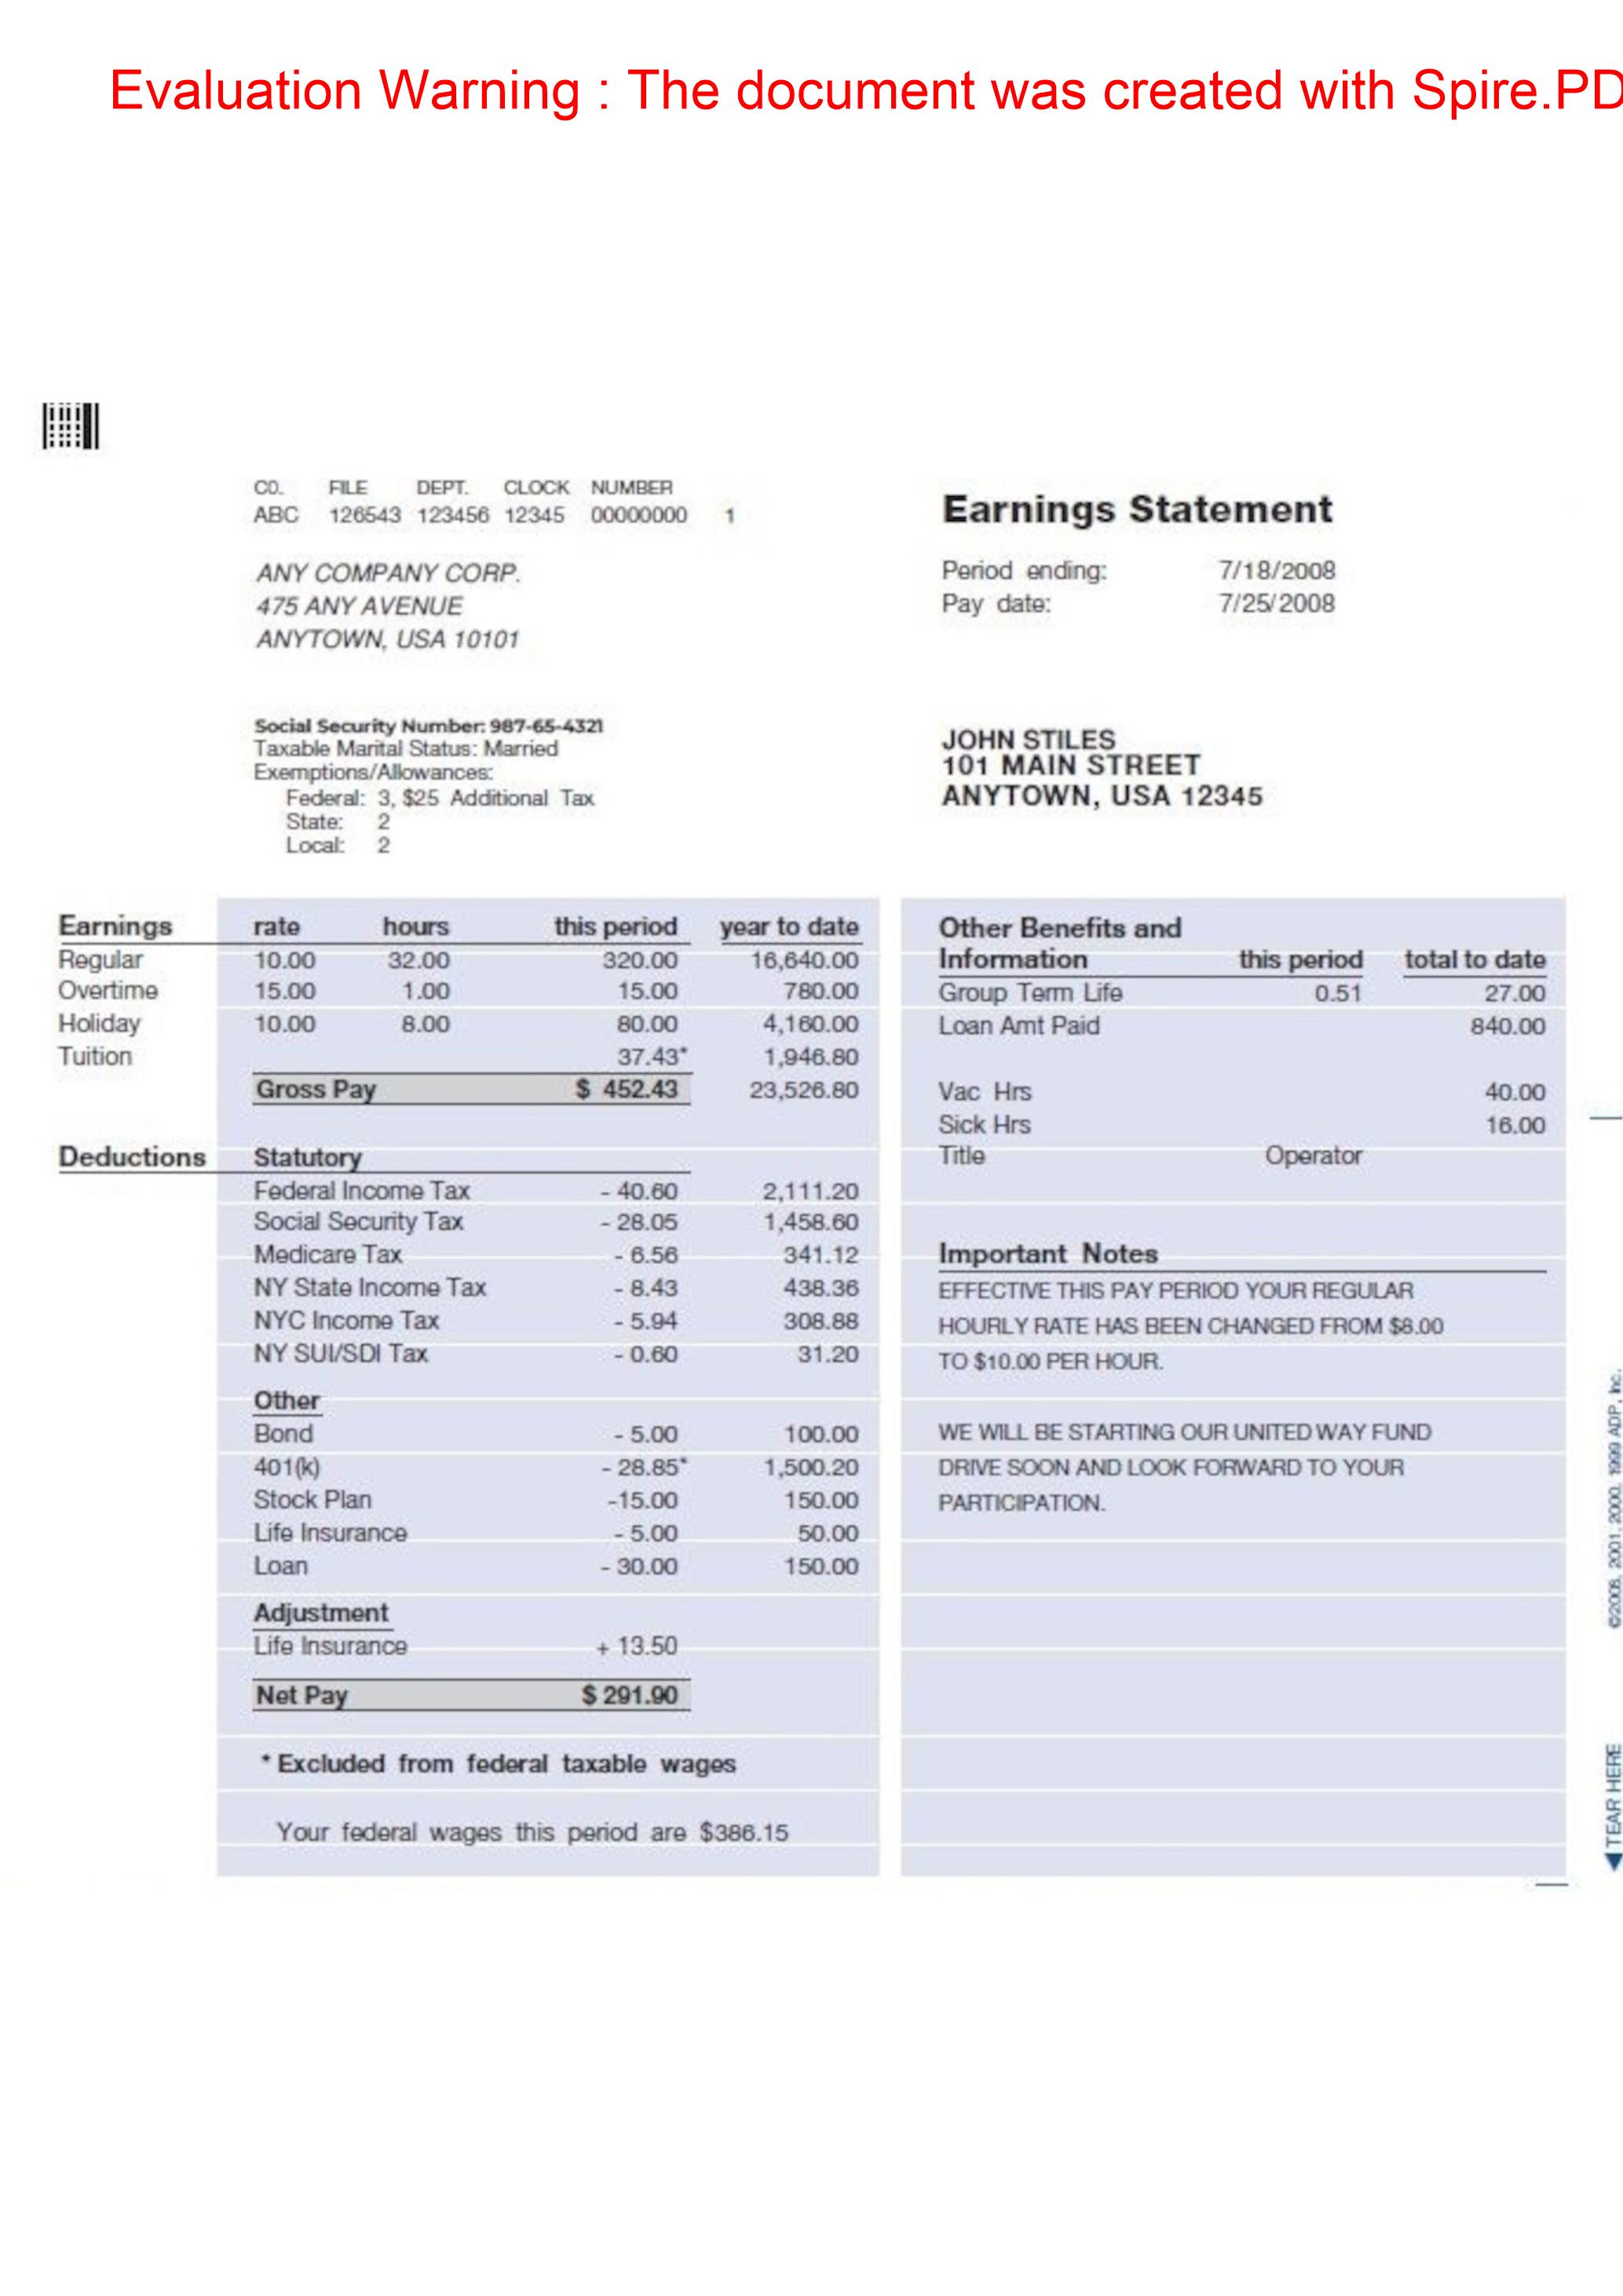 Evaluation Warning : The document was created with Spire.PD
CO. FILE DEPT. CLOCK NUMBER
ABC 126543 123456 12345 00000000 1
Earnings Statement
ANY COMPANY CORP.
475 ANY AVENUE
ANYTOWN, USA 10101
Period ending: 7/18/2008
Pay date: 7/25/2008
Social Security Number: 987-65-4321
Taxable Marital Status: Married
Exemptions/Allowances:
Federal: 3, $25 Additional Tax
State: 2
Local: 2
JOHN STILES
101 MAIN STREET
ANYTOWN, USA 12345
Earnings rate hours this period year to date
Regular 10.00 32.00 320.00 16,640.00
Overtime 15.00 1.00 15.00 780.00
Holiday 10.00 8.00 80.00 4,160.00
Tuition 37.43* 1,946.80
Gross Pay $ 452.43 23,526.80
Deductions Statutory
Federal Income Tax - 40.60 2,111.20
Social Security Tax - 28.05 1,458.60
Medicare Tax - 6.56 341.12
NY State Income Tax - 8.43 438.36
NYC Income Tax - 5.94 308.88
NY SUI/SDI Tax - 0.60 31.20
Other
Bond - 5.00 100.00
401(k) - 28.85* 1,500.20
Stock Plan -15.00 150.00
Life Insurance - 5.00 50.00
Loan - 30.00 150.00
Adjustment
Life Insurance + 13.50
Net Pay $ 291.90
* Excluded from federal taxable wages
Your federal wages this period are $386.15
Other Benefits and
Information this period total to date
Group Term Life 0.51 27.00
Loan Amt Paid 840.00
Vac Hrs 40.00
Sick Hrs 16.00
Title Operator
Important Notes
EFFECTIVE THIS PAY PERIOD YOUR REGULAR
HOURLY RATE HAS BEEN CHANGED FROM $8.00
TO $10.00 PER HOUR.
WE WILL BE STARTING OUR UNITED WAY FUND
DRIVE SOON AND LOOK FORWARD TO YOUR
PARTICIPATION.
©2006, 2001, 2000, 1999 ADP, Inc.
TEAR HERE